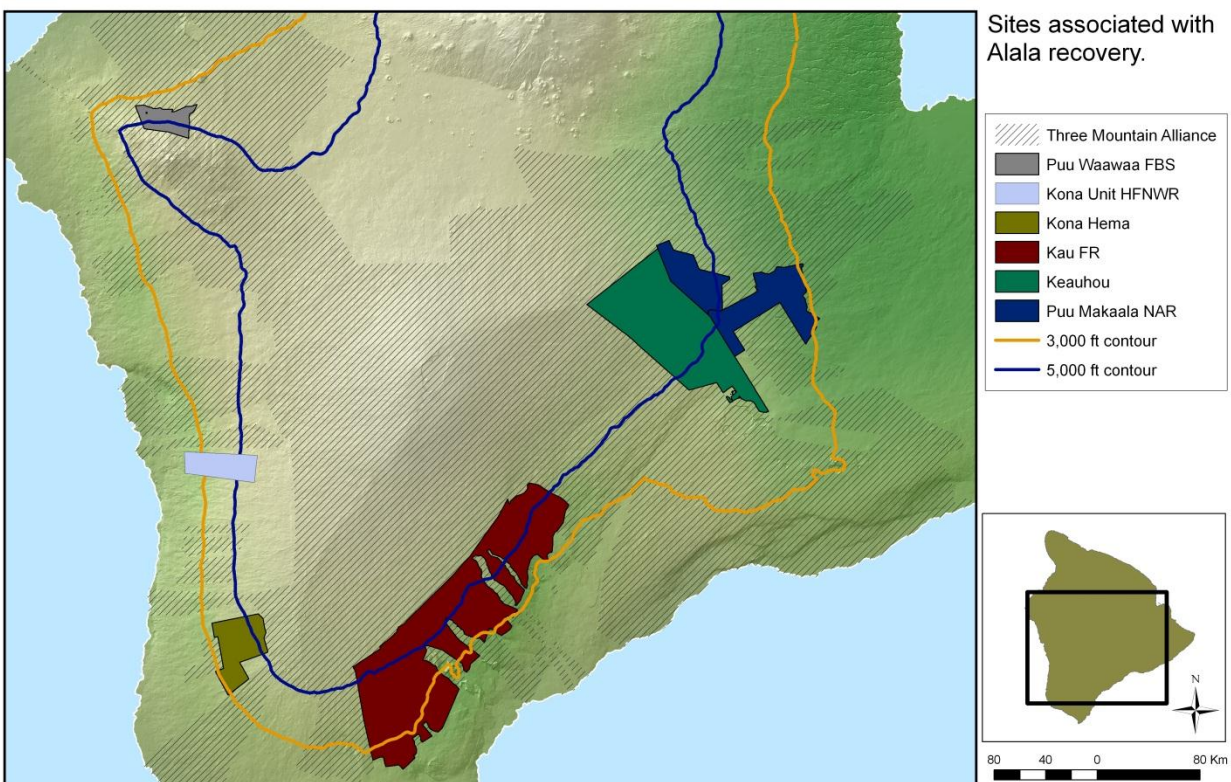 Sites associated with
Alala recovery.
Three Mountain Alliance
Puu Waawaa FBS
Kona Unit HFNWR
Kona Hema
Kau FR
Keauhou
Puu Makaala NAR
3,000 ft contour
5,000 ft contour
N
80 40 0 80 Km